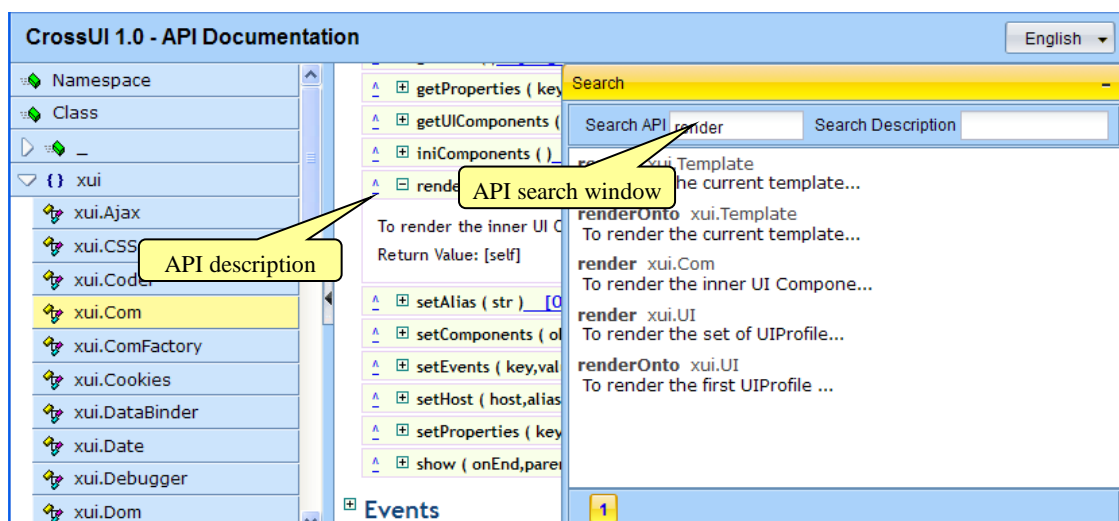 CrossUI 1.0 - API Documentation
English
Namespace
Class
_
{} xui
xui.Ajax
xui.CSS
xui.Coder
xui.Com
xui.ComFactory
xui.Cookies
xui.DataBinder
xui.Date
xui.Debugger
xui.Dom
^ getProperties ( key
^ getUIComponents (
^ iniComponents ( )
^ rende
To render the inner UI C
Return Value: [self]
^ setAlias ( str ) [O
^ setComponents ( ob
^ setEvents ( key,val
^ setHost ( host,alias
^ setProperties ( key
^ show ( onEnd,parer
Events
API description
API search window
Search
Search API render Search Description
xui.Template
he current template...
renderOnto xui.Template
To render the current template...
render xui.Com
To render the inner UI Compone...
render xui.UI
To render the set of UIProfile...
renderOnto xui.UI
To render the first UIProfile ...
1